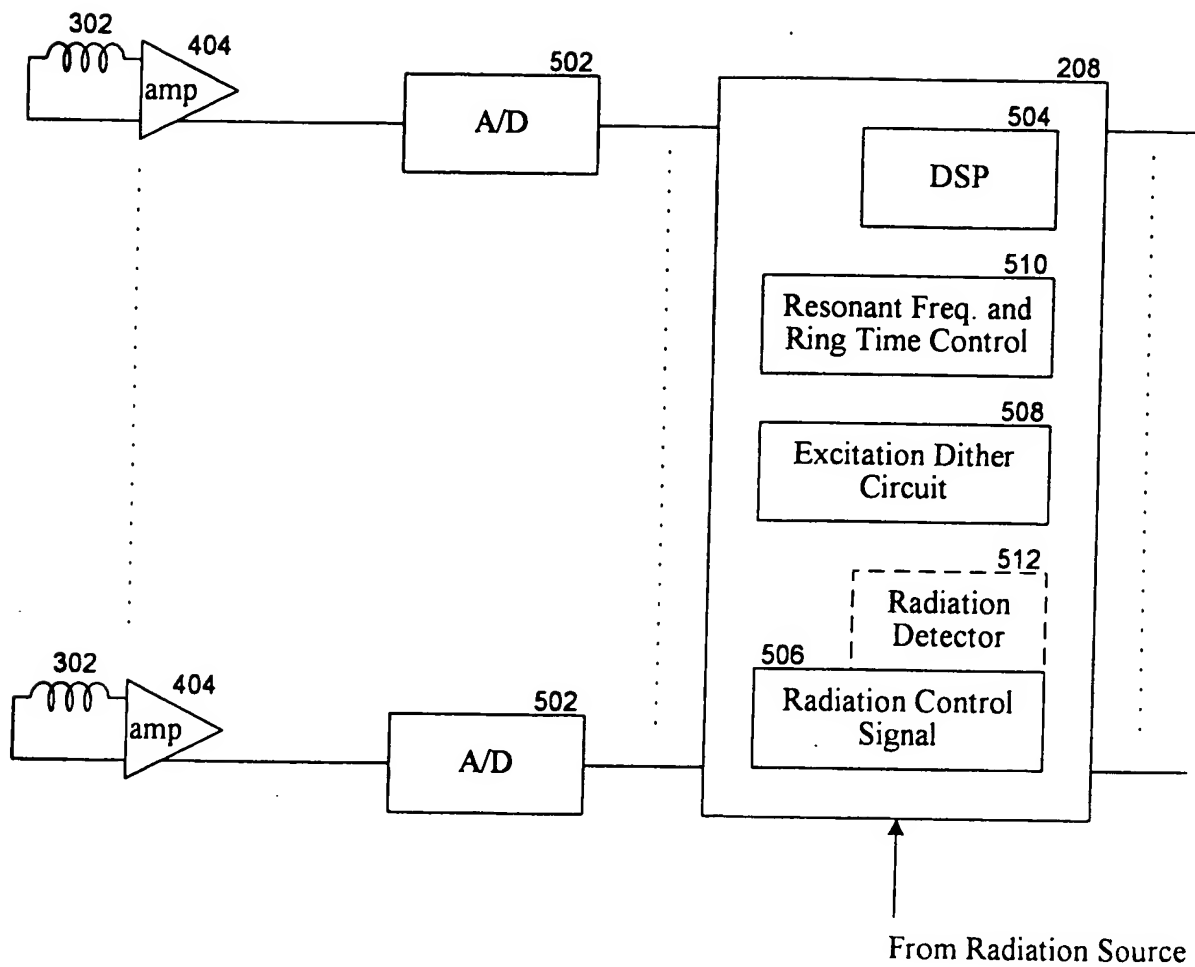 302
404
amp
502
A/D
208
504
DSP
510
Resonant Freq. and
Ring Time Control
508
Excitation Dither
Circuit
512
Radiation
Detector
506
Radiation Control
Signal
302
404
amp
502
A/D
From Radiation Source